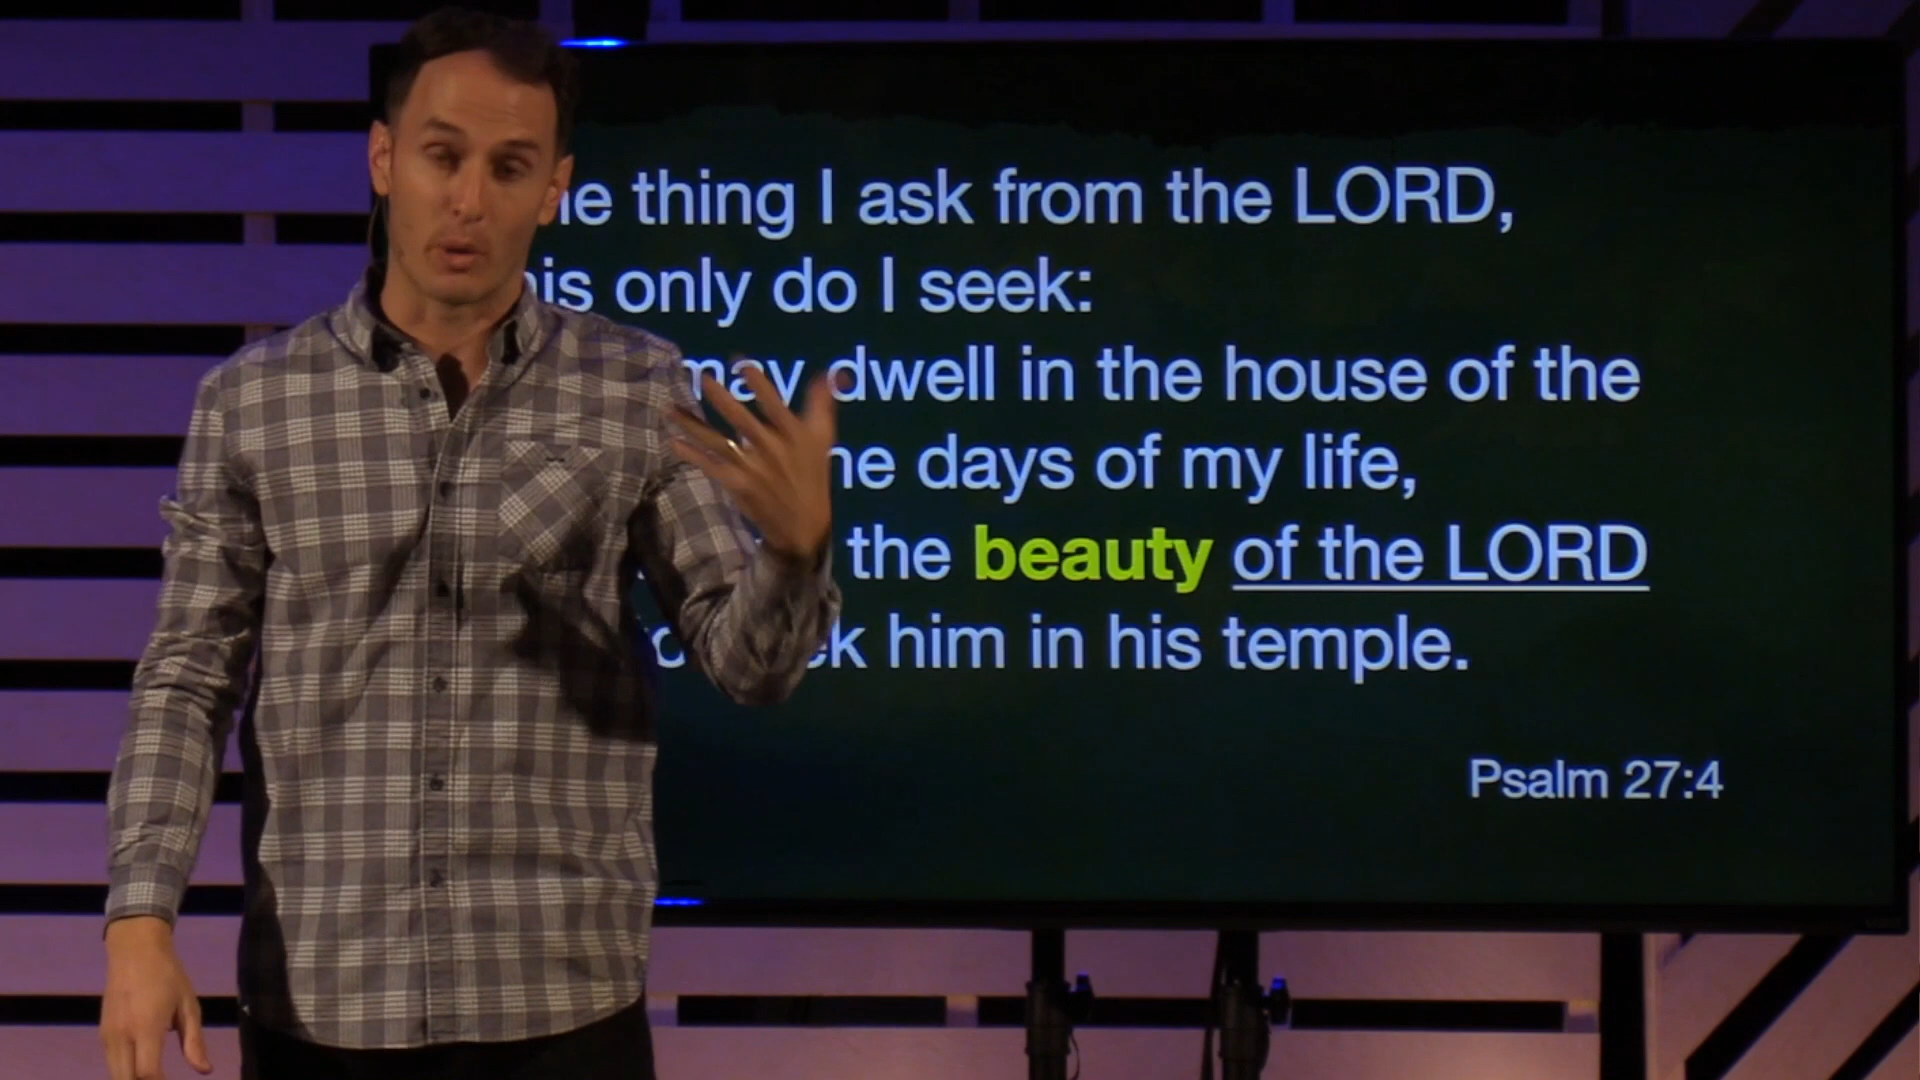 thing I ask from the LORD,
only do I seek:
may dwell in the house of the
days of my life,
the beauty of the LORD
him in his temple.
Psalm 27:4